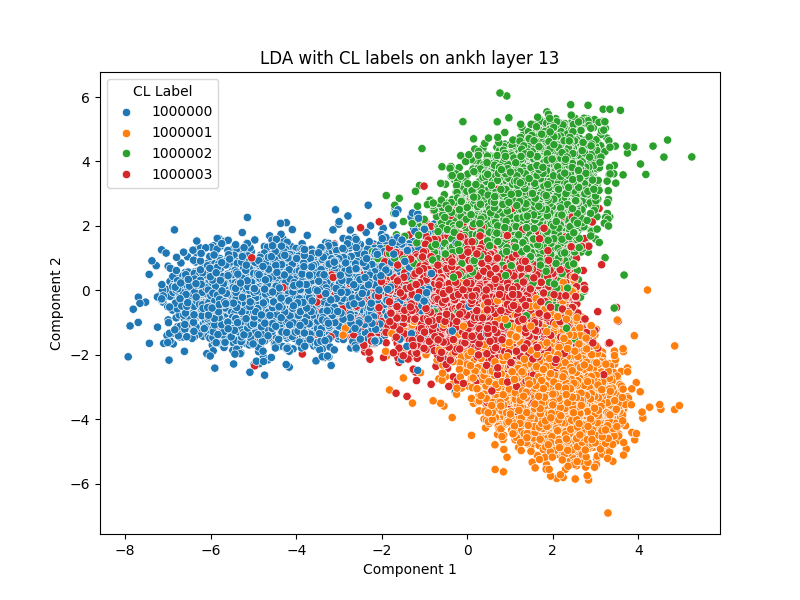 LDA with CL labels on ankh layer 13
CL Label
1000000
1000001
1000002
1000003
6
4
2
0
−2
−4
−6
Component 2
−8 −6 −4 −2 0 2 4
Component 1